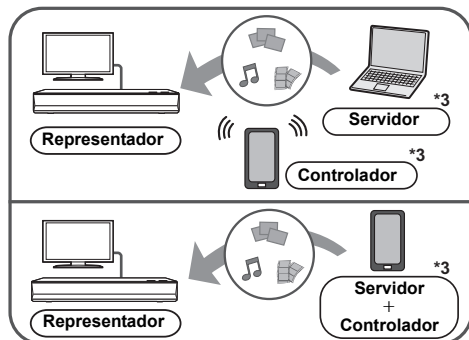 *3
Representador
Servidor
*3
Controlador
*3
Representador
Servidor
+
Controlador